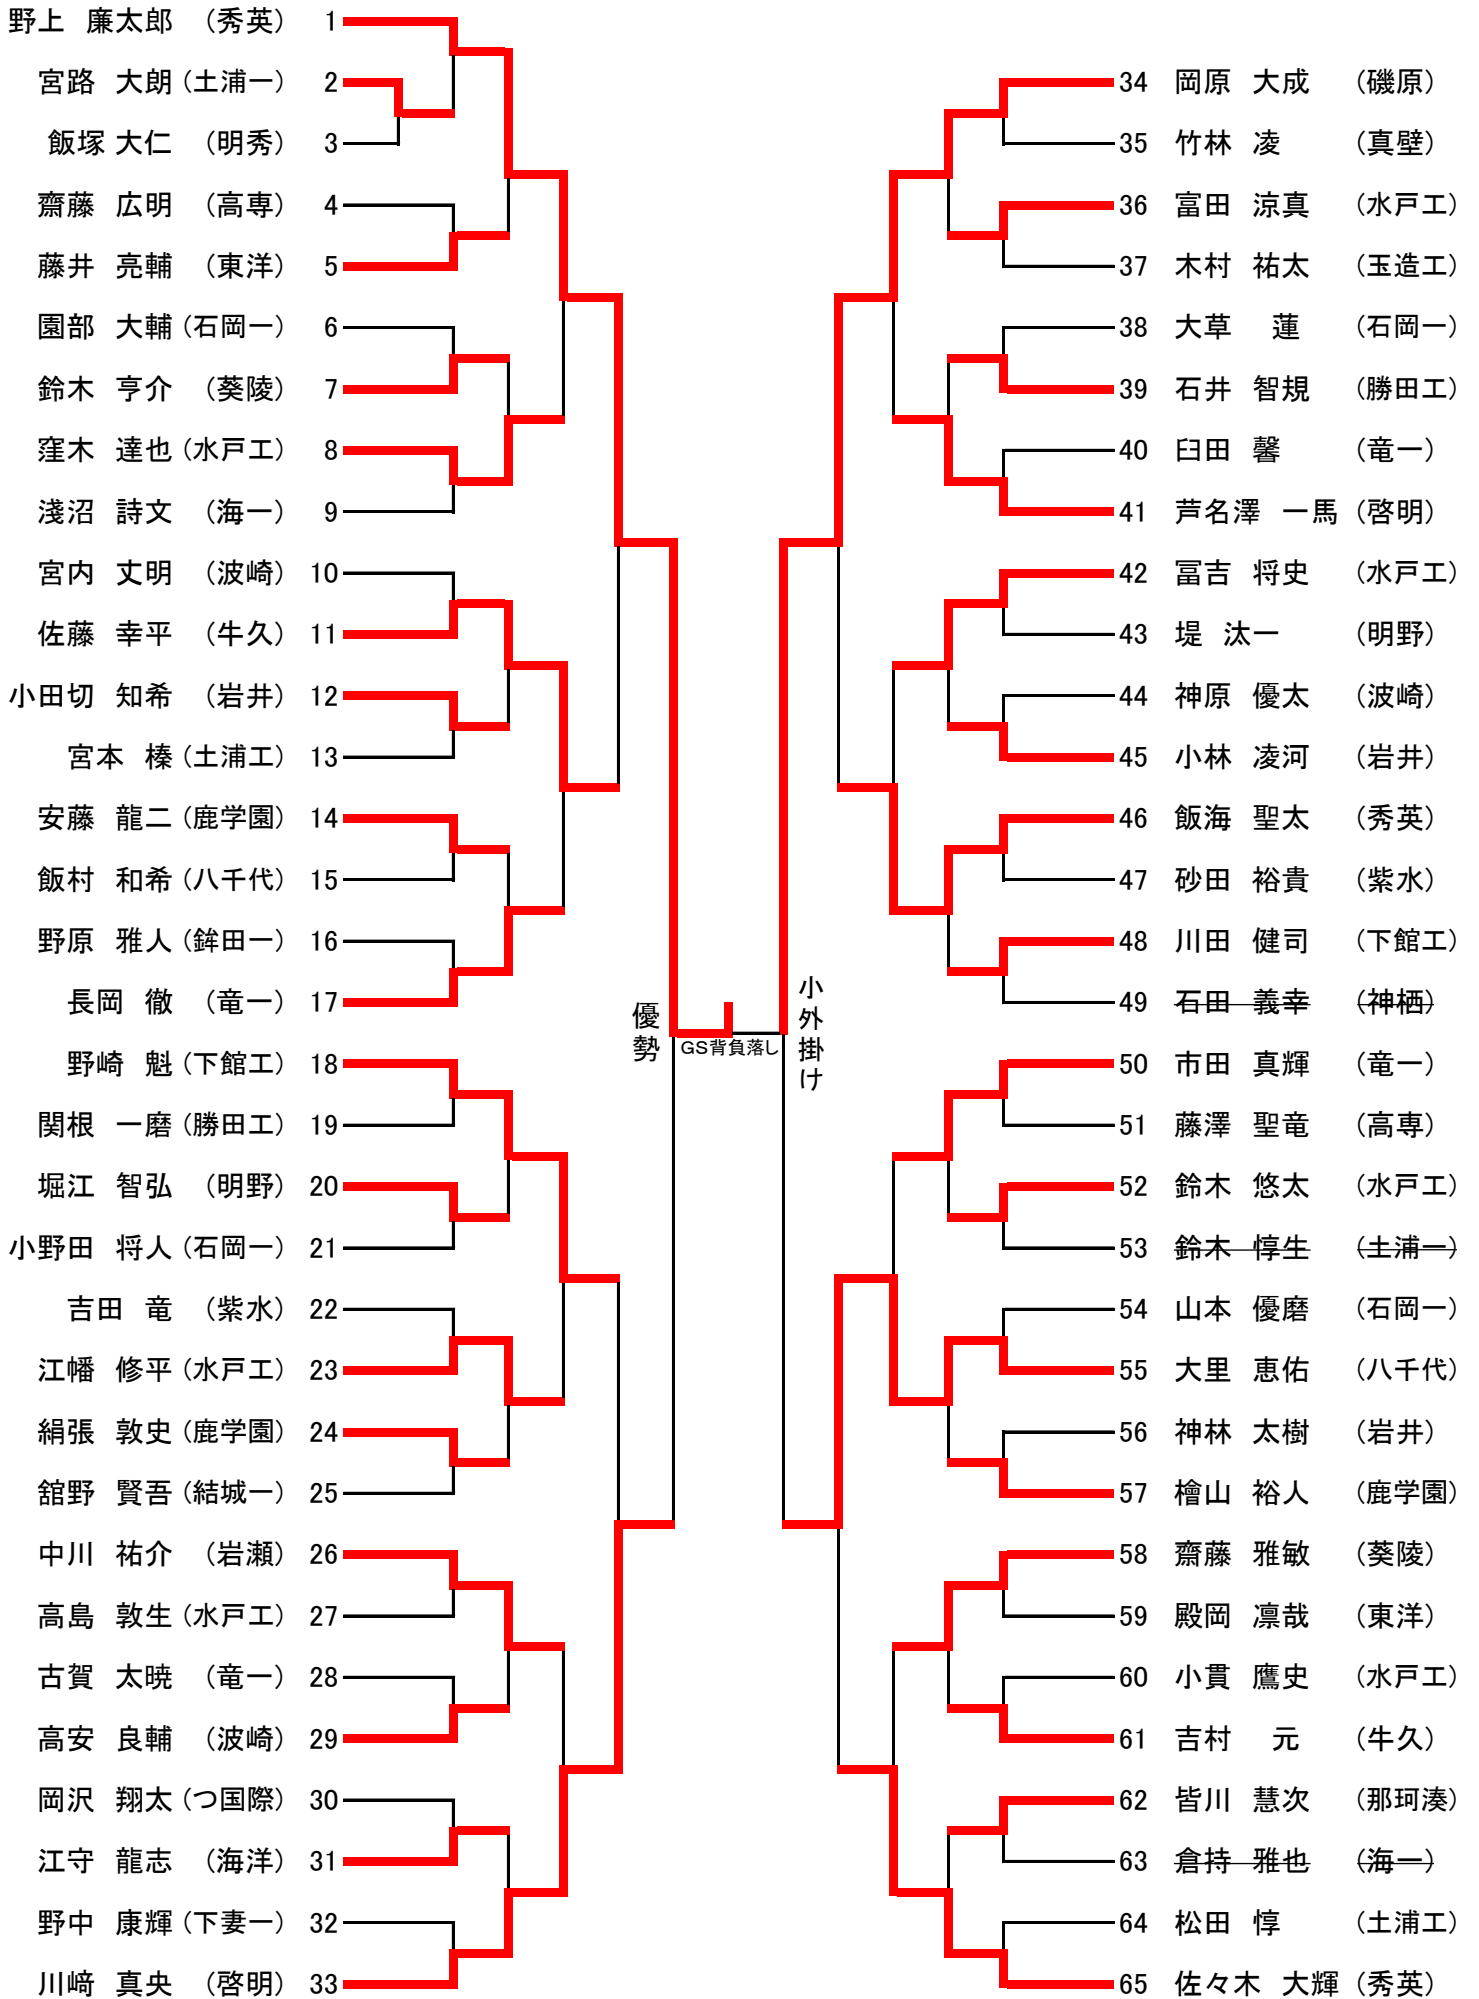 野上 廉太郎 （秀英） 1
宮路 大朗（土浦一） 2
飯塚 大仁 （明秀） 3
齋藤 広明 （高専） 4
藤井 亮輔 （東洋） 5
園部 大輔（石岡一） 6
鈴木 亨介 （葵陵） 7
窪木 達也（水戸工） 8
淺沼 詩文 （海一） 9
宮内 丈明 （波崎） 10
佐藤 幸平 （牛久） 11
小田切 知希 （岩井） 12
宮本 榛（土浦工） 13
安藤 龍二（鹿学園） 14
飯村 和希（八千代） 15
野原 雅人（鉾田一） 16
長岡 徹 （竜一） 17
野崎 魁（下館工） 18
関根 一磨（勝田工） 19
堀江 智弘 （明野） 20
小野田 将人（石岡一） 21
吉田 竜 （紫水） 22
江幡 修平（水戸工） 23
絹張 敦史（鹿学園） 24
舘野 賢吾（結城一） 25
中川 祐介 （岩瀬） 26
高島 敦生（水戸工） 27
古賀 太暁 （竜一） 28
高安 良輔 （波崎） 29
岡沢 翔太（つ国際） 30
江守 龍志 （海洋） 31
野中 康輝（下妻一） 32
川﨑 真央 （啓明） 33
優勢
GS背負落し
小外掛け
34 岡原 大成 （磯原）
35 竹林 凌 （真壁）
36 富田 涼真 （水戸工）
37 木村 祐太 （玉造工）
38 大草 蓮 （石岡一）
39 石井 智規 （勝田工）
40 臼田 馨 （竜一）
41 芦名澤 一馬（啓明）
42 冨吉 将史 （水戸工）
43 堤 汰一 （明野）
44 神原 優太 （波崎）
45 小林 凌河 （岩井）
46 飯海 聖太 （秀英）
47 砂田 裕貴 （紫水）
48 川田 健司 （下館工）
49 石田 義幸 （神栖）
50 市田 真輝 （竜一）
51 藤澤 聖竜 （高専）
52 鈴木 悠太 （水戸工）
53 鈴木 惇生 （土浦一）
54 山本 優磨 （石岡一）
55 大里 恵佑 （八千代）
56 神林 太樹 （岩井）
57 檜山 裕人 （鹿学園）
58 齋藤 雅敏 （葵陵）
59 殿岡 凛哉 （東洋）
60 小貫 鷹史 （水戸工）
61 吉村 元 （牛久）
62 皆川 慧次 （那珂湊）
63 倉持 雅也 （海一）
64 松田 惇 （土浦工）
65 佐々木 大輝（秀英）